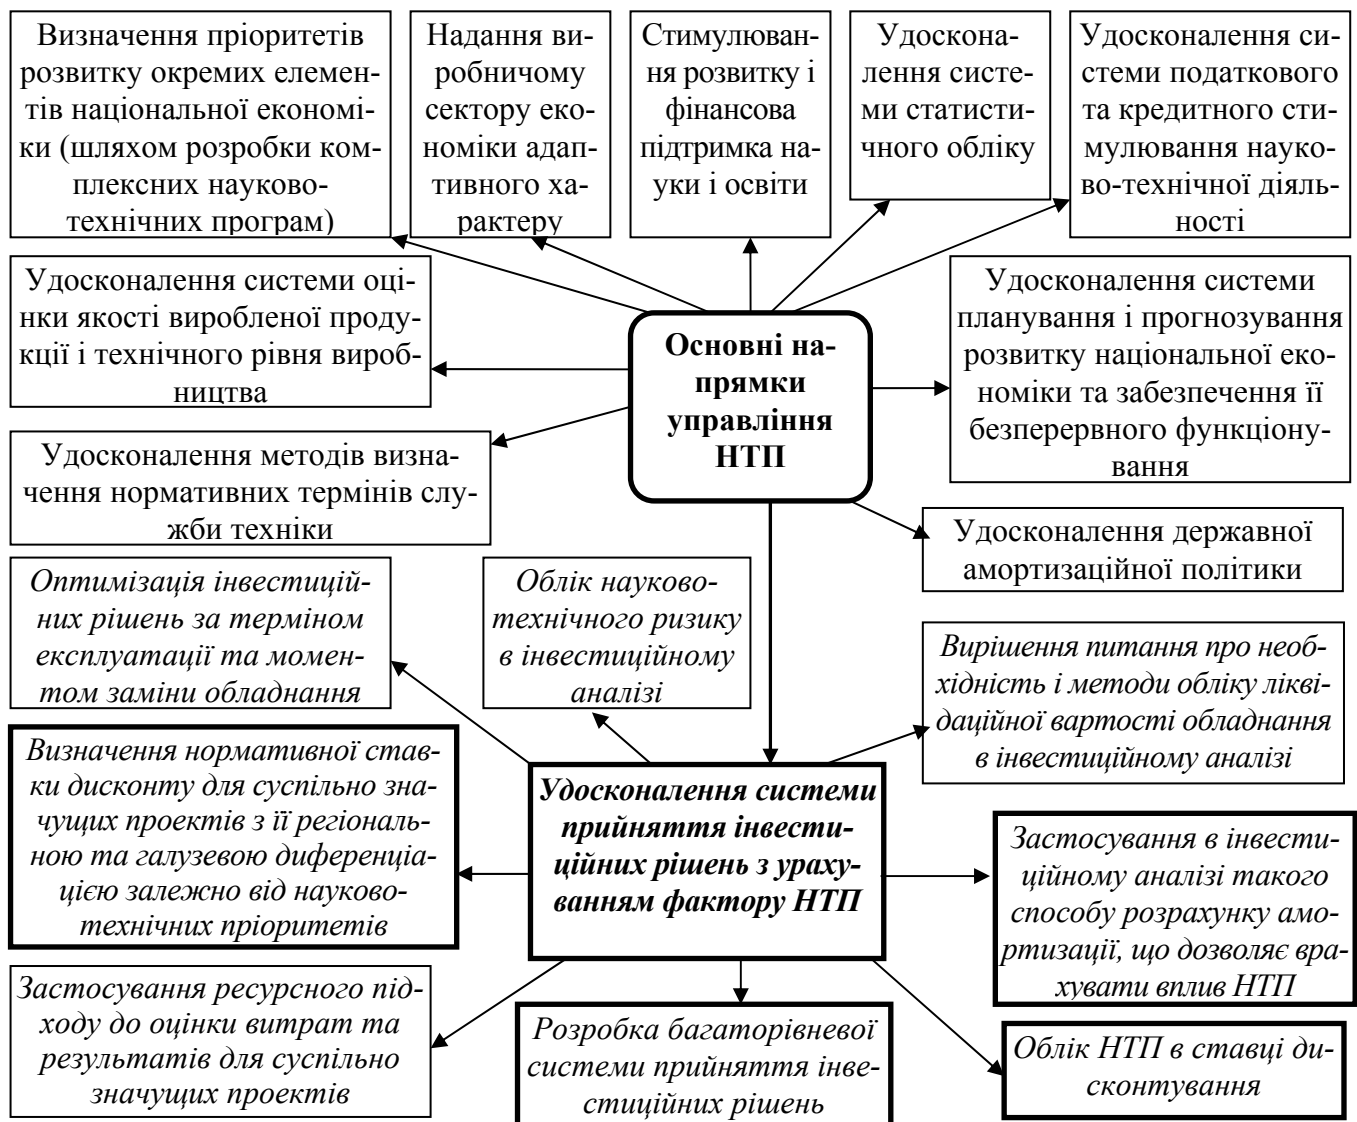 Визначення пріоритетів
розвитку окремих елемен-
тів національної економі-
ки (шляхом розробки ком-
плексних науково-
технічних програм)
Надання ви-
робничому
сектору еко-
номіки адап-
тивного ха-
рактеру
Стимулюван-
ня розвитку і
фінансова
підтримка на-
уки і освіти
Удоскона-
лення систе-
ми статисти-
чного обліку
Удосконалення си-
стеми податкового
та кредитного сти-
мулювання науко-
во-технічної діяль-
ності
Удосконалення системи оці-
нки якості виробленої проду-
кції і технічного рівня вироб-
ництва
Основні на-
прямки
управління
НТП
Удосконалення системи
планування і прогнозування
розвитку національної еко-
номіки та забезпечення її
безперервного функціону-
вання
Удосконалення методів визна-
чення нормативних термінів слу-
жби техніки
Удосконалення державної
амортизаційної політики
Оптимізація інвестицій-
них рішень за терміном
експлуатації та момен-
том заміни обладнання
Облік науково-
технічного ризику
в інвестиційному
аналізі
Вирішення питання про необ-
хідність і методи обліку ліkві-
даційної вартості обладнання
в інвестиційному аналізі
Визначення нормативної став-
ки дисконту для суспільно зна-
чущих проектів з її регіональ-
ною та галузевою диференціа-
цією залежно від науково-
технічних пріоритетів
Удосконалення системи
прийняття інвести-
ційних рішень з ураху-
ванням фактору НТП
Застосування в інвести-
ційному аналізі такого
способу розрахунку амо-
ртизації, що дозволяє вра-
хувати вплив НТП
Застосування ресурсного під-
ходу до оцінки витрат та
результатів для суспільно
значущих проектів
Розробка багаторівневої
системи прийняття інве-
стиційних рішень
Облік НТП в ставці ди-
сконтування